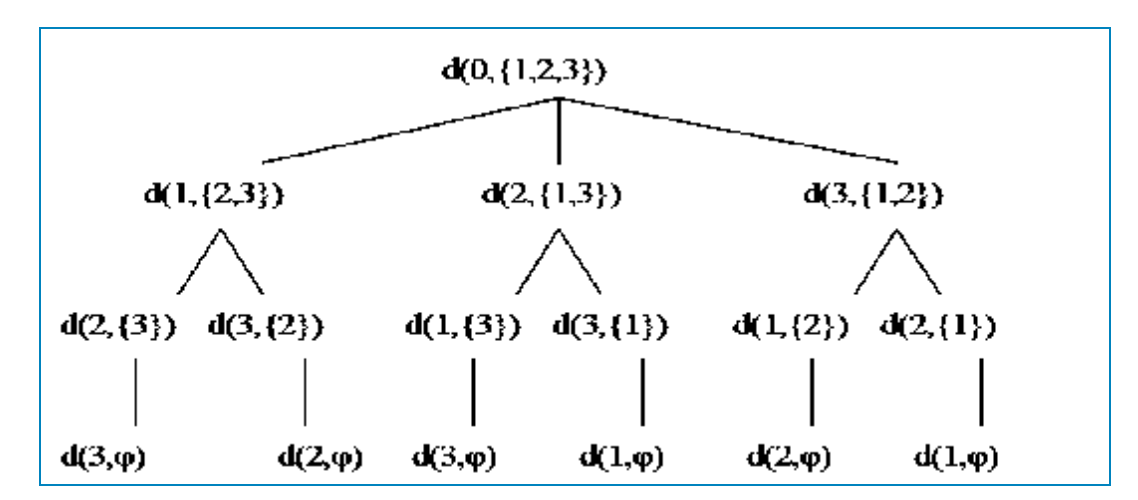 d(0,{1,2,3})
d(1,{2,3}) d(2,{1,3}) d(3,{1,2})
d(2,{3}) d(3,{2}) d(1,{3}) d(3,{1}) d(1,{2}) d(2,{1})
d(3,φ) d(2,φ) d(3,φ) d(1,φ) d(2,φ) d(1,φ)